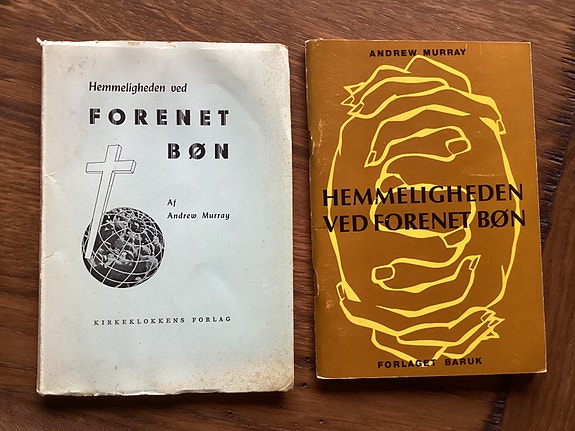 Hemmeligheden ved
FORENET
BØN
Af
Andrew Murray
KIRKEKLOKKENS FORLAG
ANDREW MURRAY
HEMMELIGHEDEN
VED FORENET BØN
FORLAGET BARUK